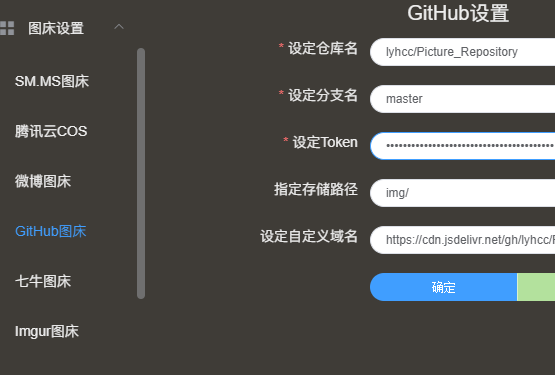 GitHub设置
图床设置
SM.MS图床
腾讯云COS
微博图床
GitHub图床
七牛图床
Imgur图床
* 设定仓库名 lyhcc/Picture_Repository
* 设定分支名 master
* 设定Token
指定存储路径 img/
设定自定义域名 https://cdn.jsdelivr.net/gh/lyhcc/
确定